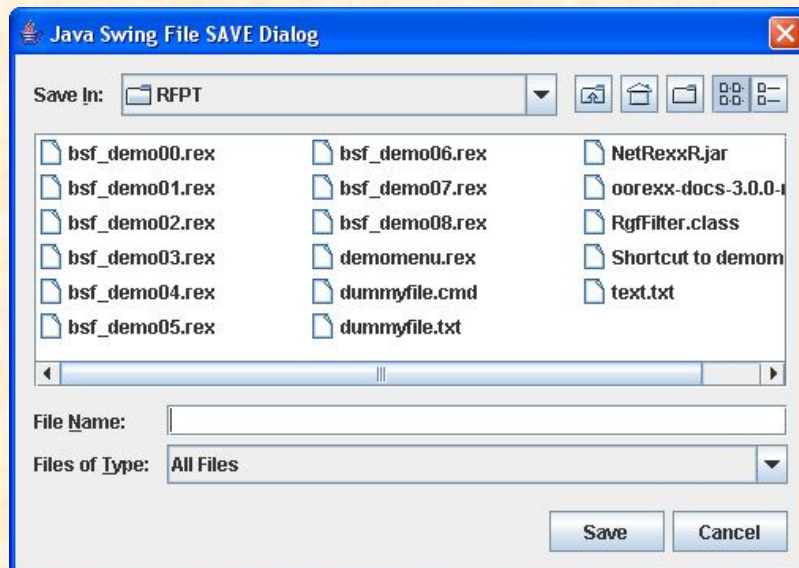 Java Swing File SAVE Dialog
Save In: RFPT
bsf_demo00.rex
bsf_demo01.rex
bsf_demo02.rex
bsf_demo03.rex
bsf_demo04.rex
bsf_demo05.rex
bsf_demo06.rex
bsf_demo07.rex
bsf_demo08.rex
demomenu.rex
dummyfile.cmd
dummyfile.txt
NetRexxR.jar
oorexx-docs-3.0.0-
RgfFilter.class
Shortcut to demom
text.txt
File Name:
Files of Type: All Files
Save Cancel